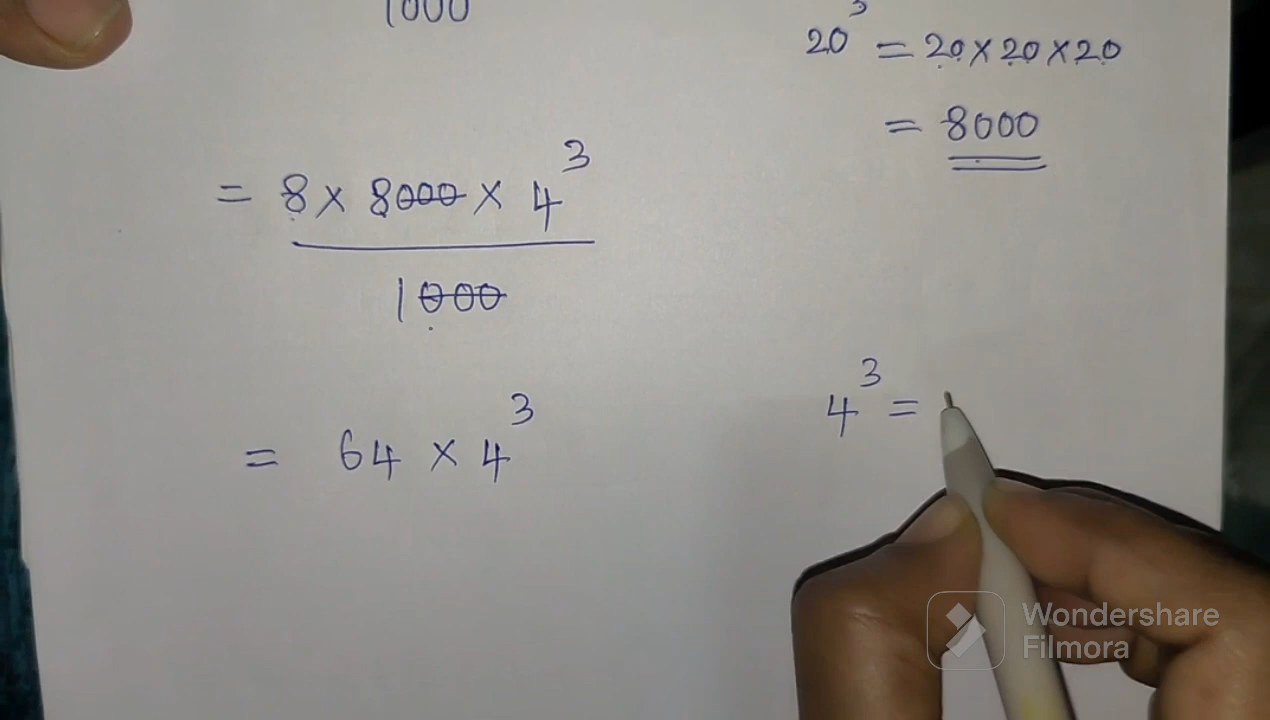 1000
20³ = 20×20×20
= 8000
= 8 × 8000 × 4³
1000
= 64 × 4³
4³ =
Wondershare
Filmora